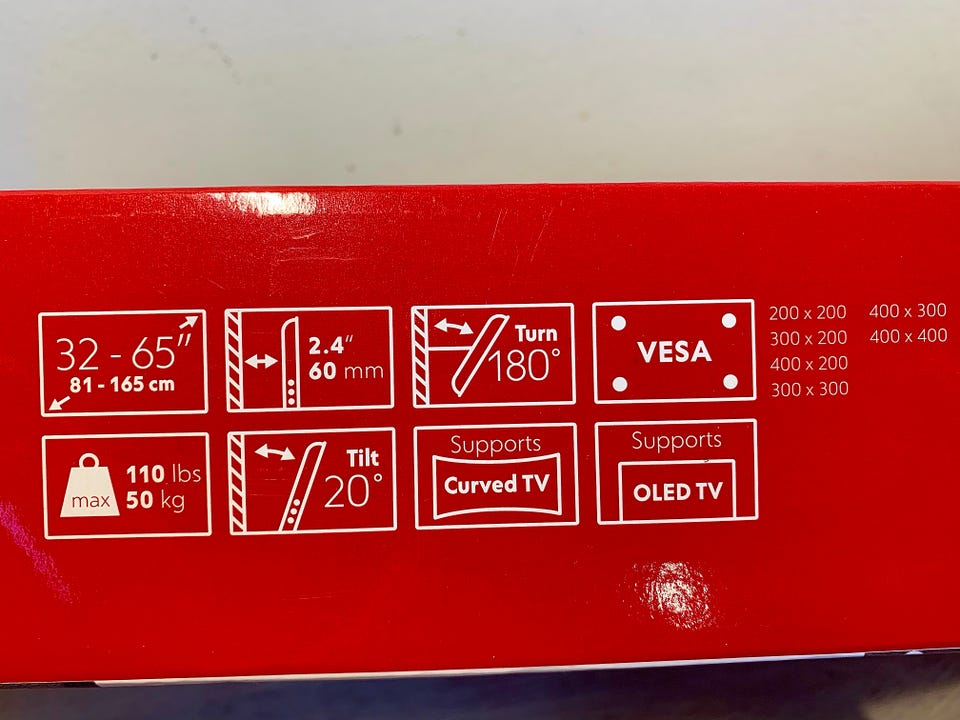 32 - 65"
81 - 165 cm
2.4"
60 mm
Turn
180°
VESA
200 x 200
300 x 200
400 x 200
300 x 300
400 x 300
400 x 400
max
110 lbs
50 kg
Tilt
20°
Supports
Curved TV
Supports
OLED TV